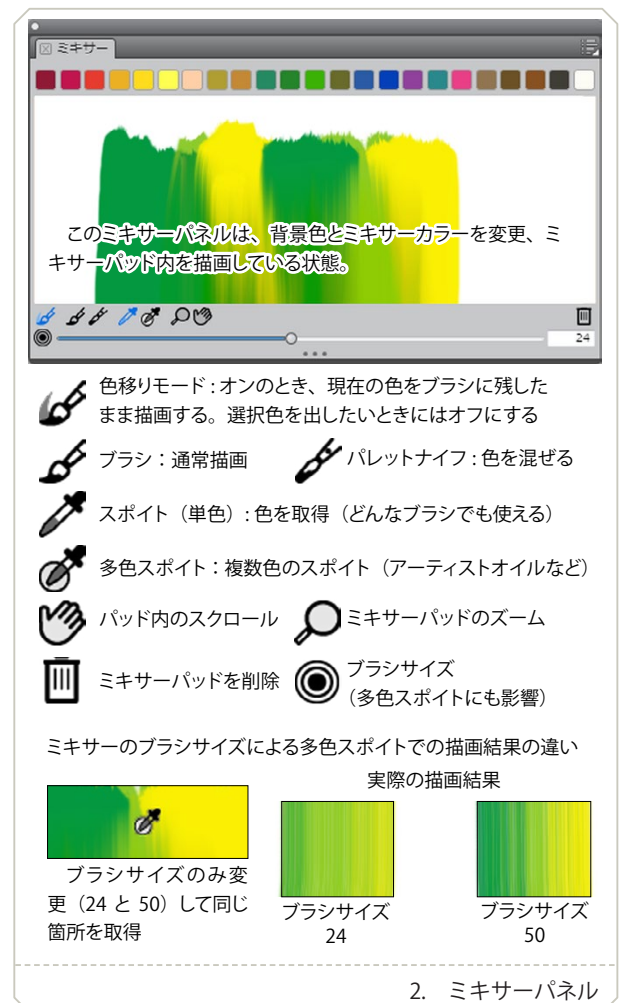 ミキサー
このミキサーパネルは、背景色とミキサーカラーを変更、ミ
キサーパッド内を描画している状態。
24
色移りモード:オンのとき、現在の色をブラシに残した
まま描画する。選択色を出したいときにはオフにする
ブラシ:通常描画
パレットナイフ:色を混ぜる
スポイト(単色):色を取得(どんなブラシでも使える)
多色スポイト:複数色のスポイト(アーティストオイルなど)
パッド内のスクロール
ミキサーパッドのズーム
ミキサーパッドを削除
ブラシサイズ
(多色スポイトにも影響)
ミキサーのブラシサイズによる多色スポイトでの描画結果の違い
実際の描画結果
ブラシサイズのみ変
更(24 と 50)して同じ
箇所を取得
ブラシサイズ
24
ブラシサイズ
50
2. ミキサーパネル